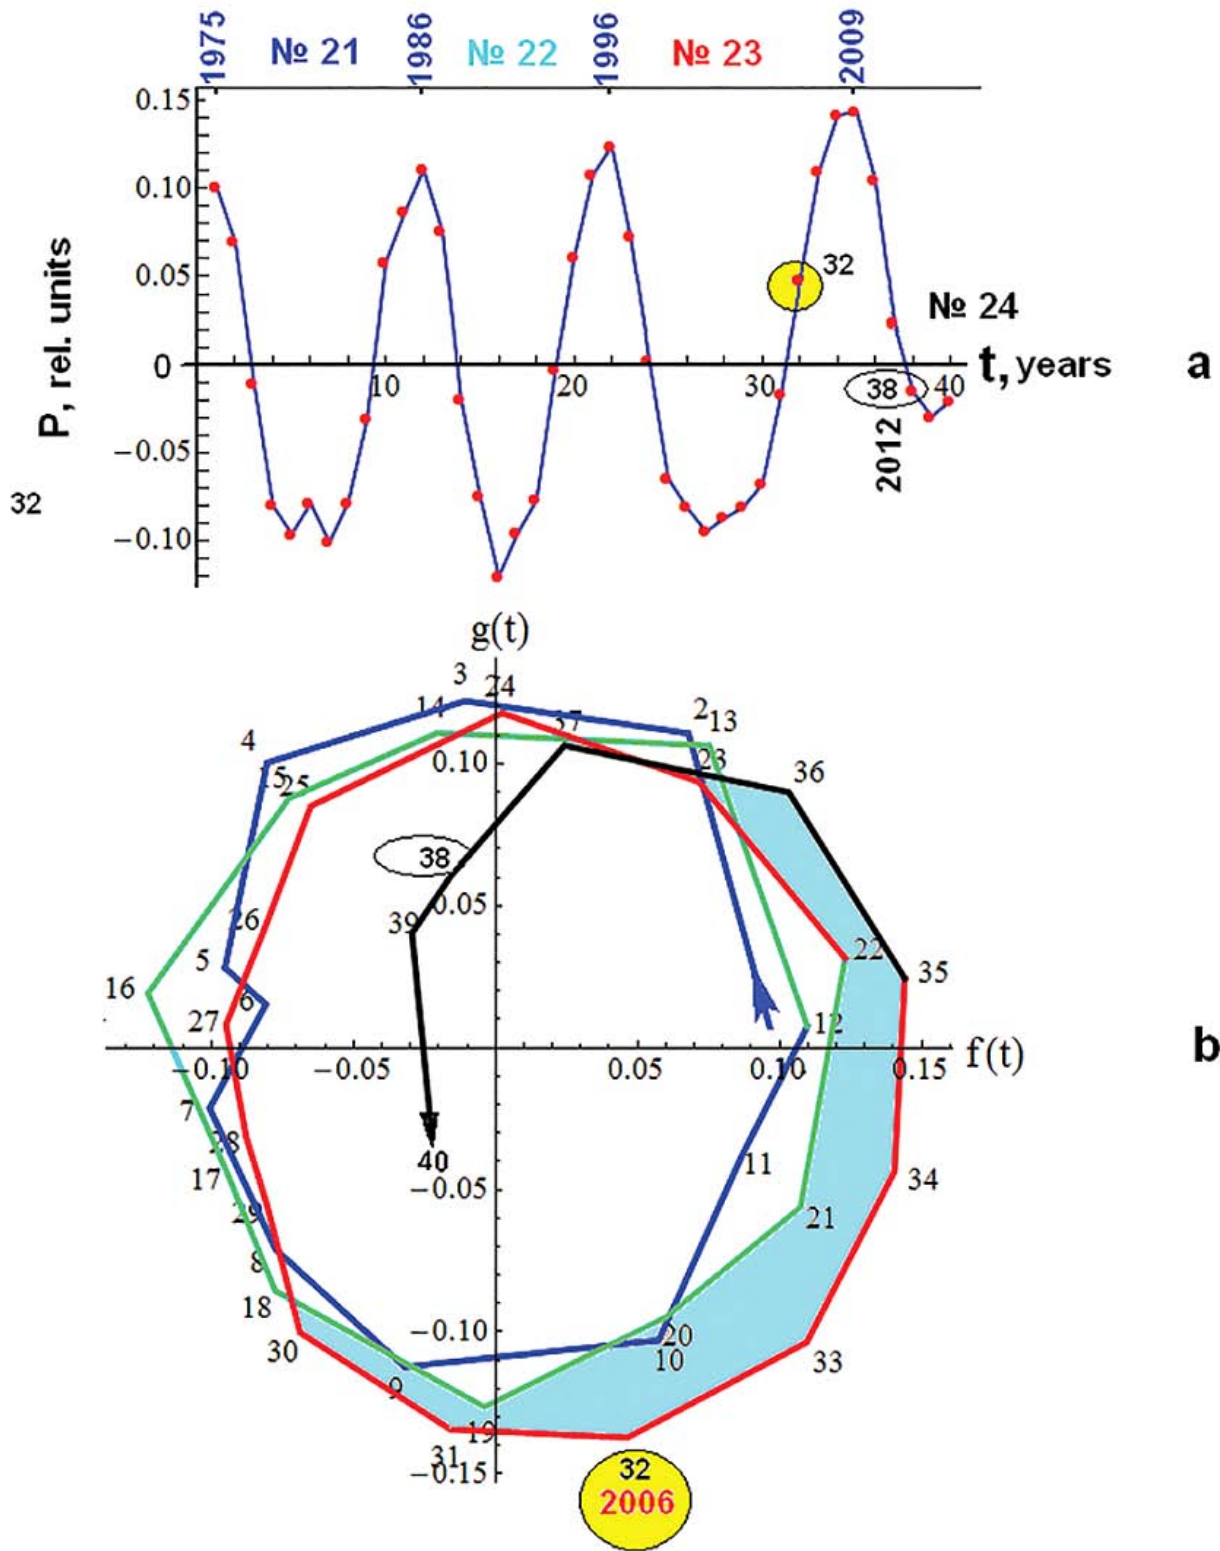 1975 № 21 1986 № 22 1996 № 23 2009
0.15
0.10
0.05
0
−0.05
−0.10
P, rel. units
32
№ 24
t, years
10 20 30 38 40
2012
a
32
g(t)
3 24
14 37 2 13
4 0.10 23 36
15 25
38
0.05
26 39
5 22 35
16 6
27 12
−0.10 −0.05 0.05 0.10 0.15 f(t)
b
7
28 40 11
17 −0.05 34
29 21
8
18 −0.10 20
30 10 33
9
19
31
−0.15
32
2006